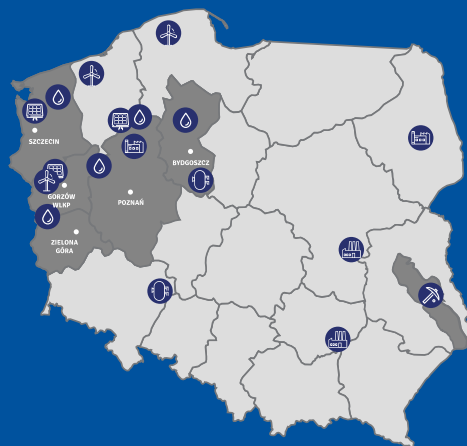 SZCZECIN
BYDGOSZCZ
GORZÓW
WLKP
POZNAŃ
ZIELONA
GÓRA